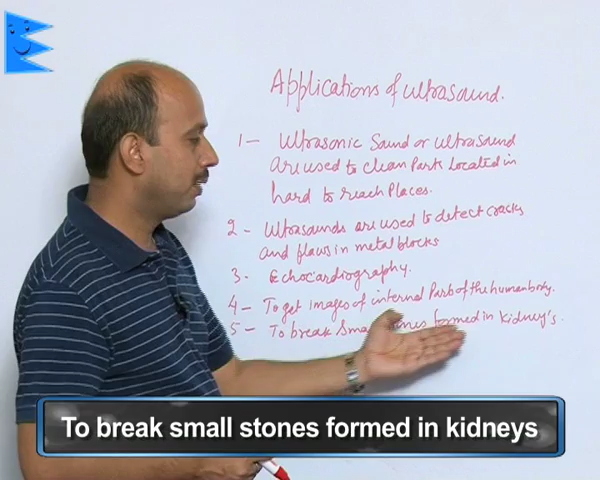 Applications of ultrasound.
1- Ultrasonic Sound or ultrasound
are used to clean Parts Located in
hard to reach Places.
2- Ultrasounds are used to detect cracks
and flaws in metal blocks
3. Echocardiography.
4- To get images of internal Part of the human body.
5- To break formed in kidney's.
To break small stones formed in kidneys